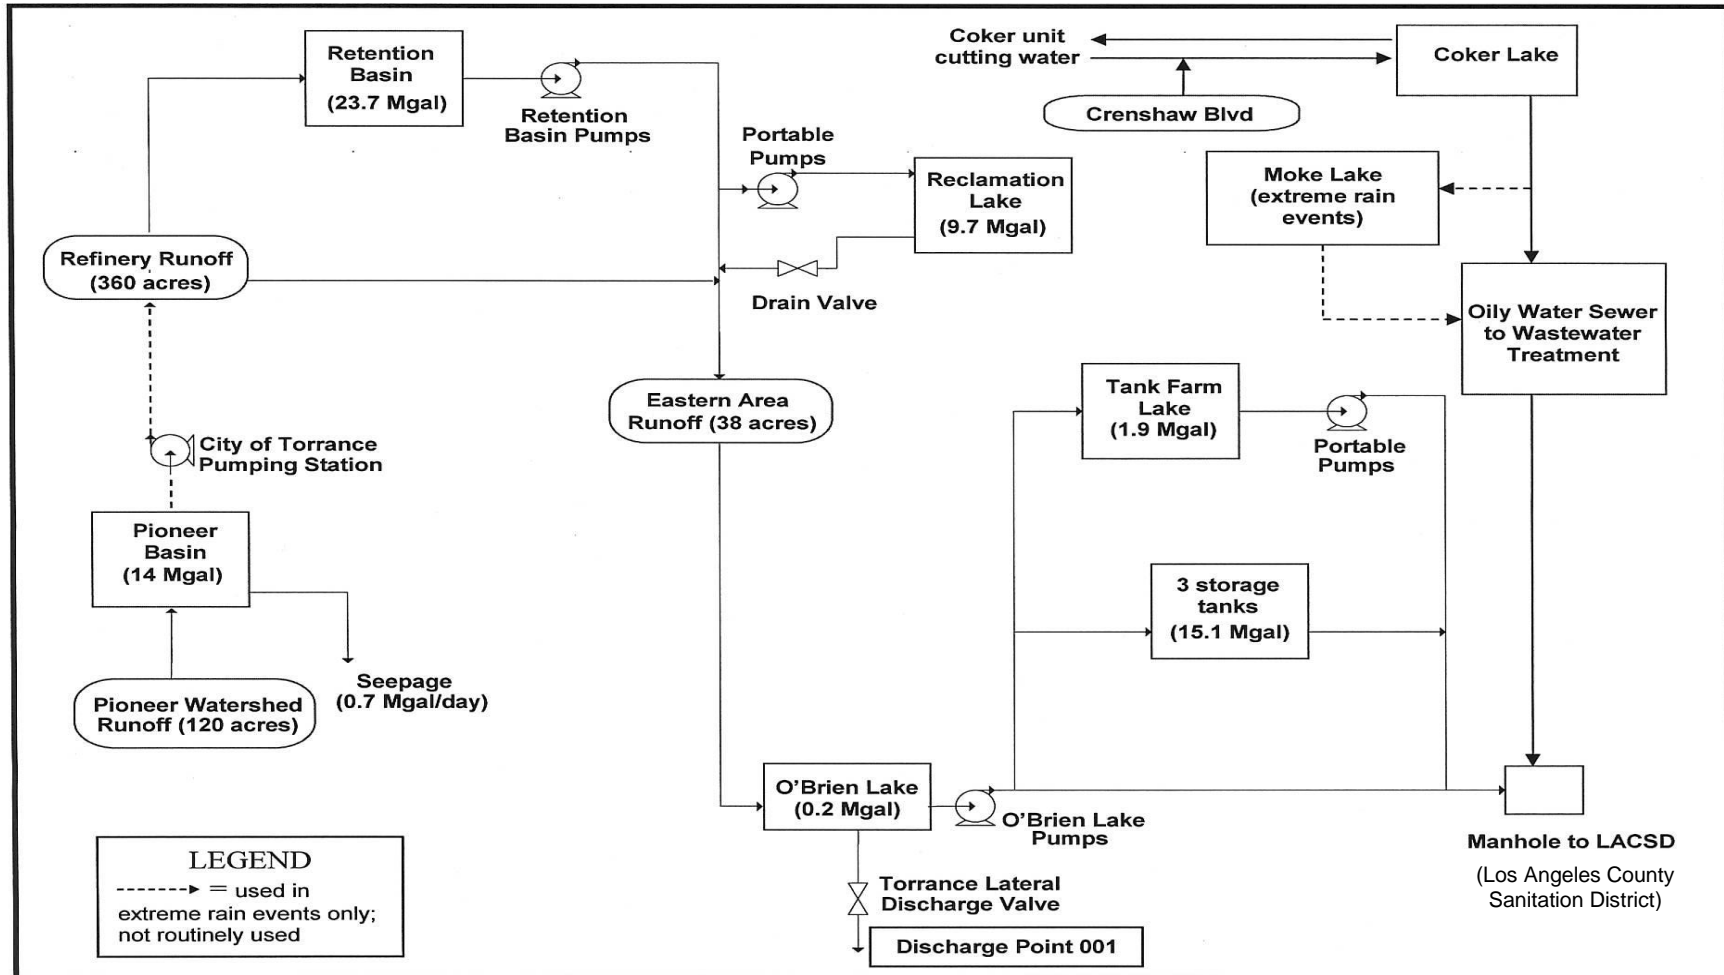 Retention
Basin
(23.7 Mgal)
Retention
Basin Pumps
Portable
Pumps
Reclamation
Lake
(9.7 Mgal)
Drain Valve
Coker unit
cutting water
Coker Lake
Crenshaw Blvd
Moke Lake
(extreme rain
events)
Oily Water Sewer
to Wastewater
Treatment
Refinery Runoff
(360 acres)
Eastern Area
Runoff (38 acres)
Tank Farm
Lake
(1.9 Mgal)
Portable
Pumps
City of Torrance
Pumping Station
Pioneer
Basin
(14 Mgal)
3 storage
tanks
(15.1 Mgal)
Seepage
(0.7 Mgal/day)
Pioneer Watershed
Runoff (120 acres)
O'Brien Lake
(0.2 Mgal)
O'Brien Lake
Pumps
Manhole to LACSD
(Los Angeles County
Sanitation District)
LEGEND
= used in
extreme rain events only;
not routinely used
Torrance Lateral
Discharge Valve
Discharge Point 001